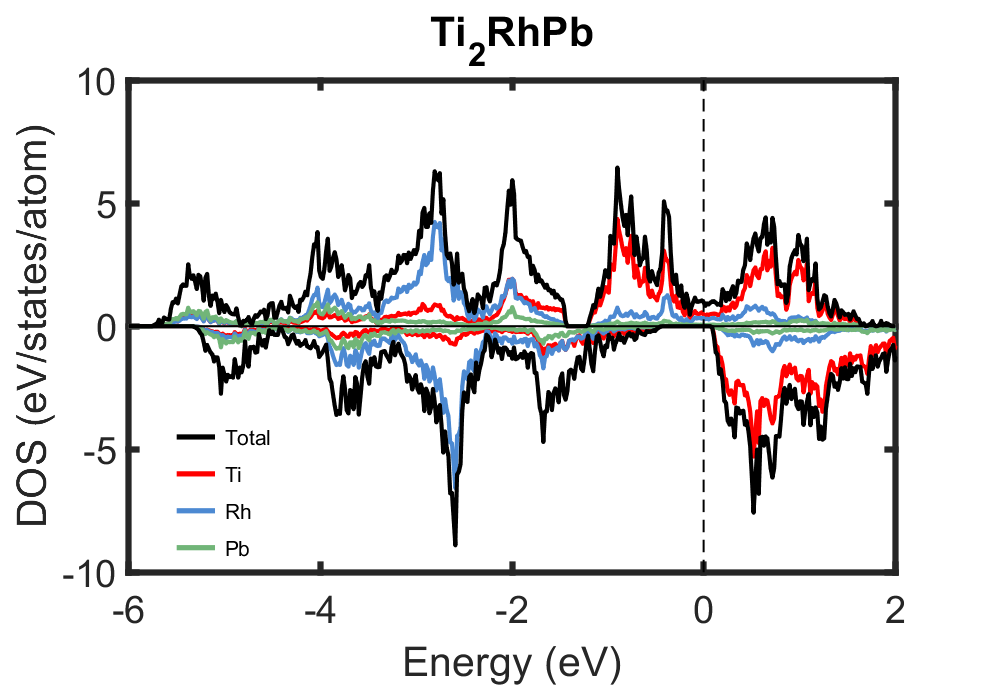 Ti₂RhPb
DOS (eV/states/atom)
10
5
0
-5
-10
Total
Ti
Rh
Pb
-6 -4 -2 0 2
Energy (eV)